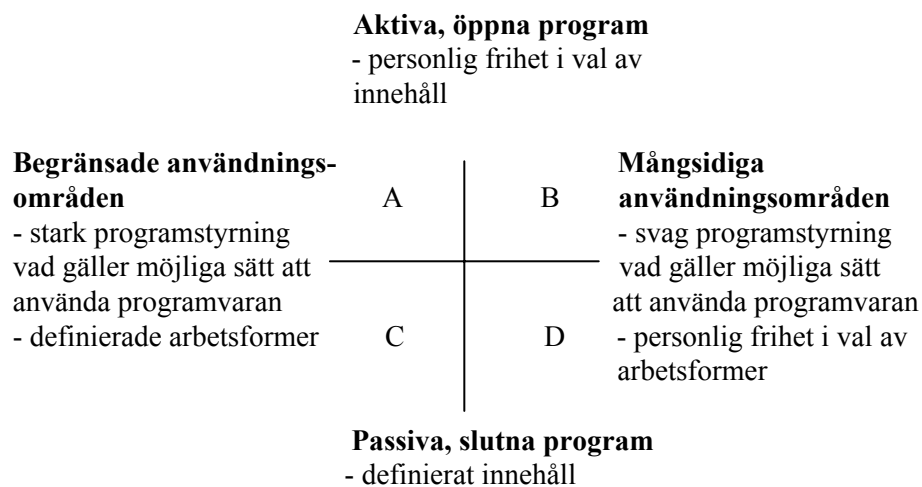 Aktiva, öppna program
- personlig frihet i val av
innehåll
Begränsade användnings-
områden
- stark programstyrning
vad gäller möjliga sätt att
använda programvaran
- definierade arbetsformer
A
B
Mångsidiga
användningsområden
- svag programstyrning
vad gäller möjliga sätt
att använda programvaran
- personlig frihet i val av
arbetsformer
C
D
Passiva, slutna program
- definierat innehåll